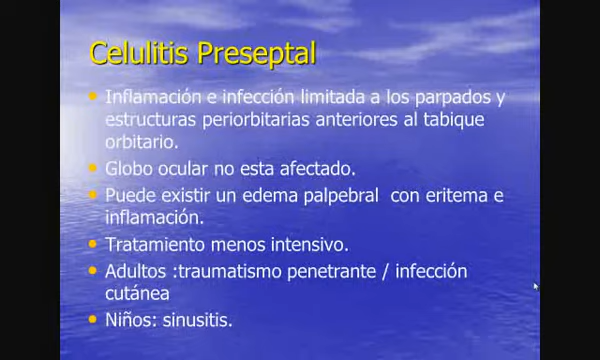 Celulitis Preseptal
Inflamación e infección limitada a los parpados y
estructuras periorbitarias anteriores al tabique
orbitario.
Globo ocular no esta afectado.
Puede existir un edema palpebral con eritema e
inflamación.
Tratamiento menos intensivo.
Adultos :traumatismo penetrante / infección
cutánea
Niños: sinusitis.